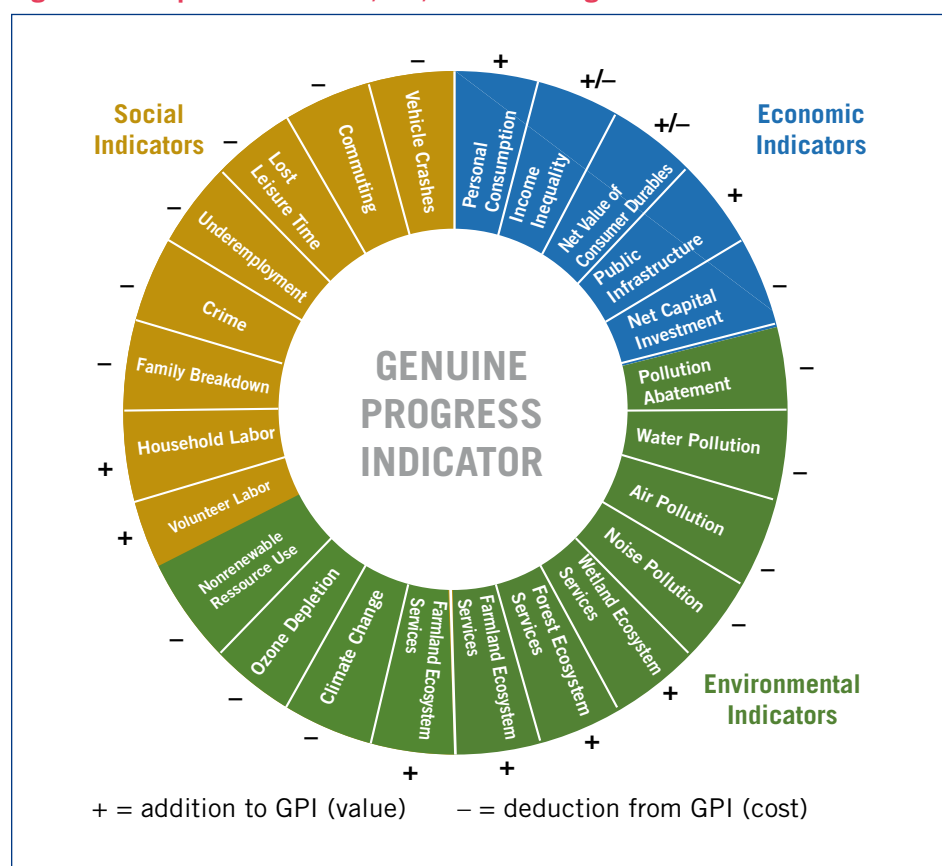 Social
Indicators
Economic
Indicators
Environmental
Indicators
GENUINE
PROGRESS
INDICATOR
+
Personal
Consumption
+/–
Income
Inequality
+/–
Net Value of
Consumer Durables
+
Public
Infrastructure
–
Net Capital
Investment
–
Pollution
Abatement
–
Water Pollution
–
Air Pollution
–
Noise Pollution
+
Wetland Ecosystem
Services
+
Forest Ecosystem
Services
+
Farmland Ecosystem
Services
+
Farmland Ecosystem
Services
–
Climate Change
–
Ozone Depletion
–
Nonrenewable
Ressource Use
+
Volunteer Labor
+
Household Labor
–
Family Breakdown
–
Crime
–
Underemployment
–
Lost
Leisure Time
–
Commuting
–
Vehicle Crashes
+ = addition to GPI (value) – = deduction from GPI (cost)